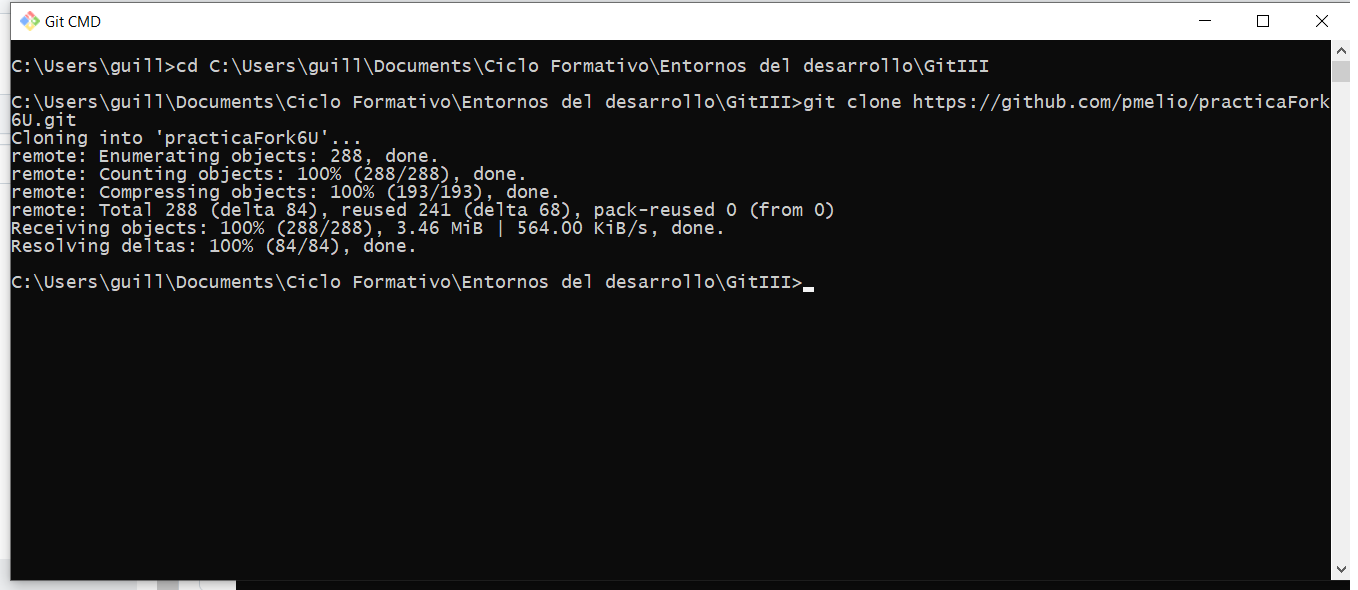 Git CMD
C:\Users\guill>cd C:\Users\guill\Documents\Ciclo Formativo\Entornos del desarrollo\GitIII
C:\Users\guill\Documents\Ciclo Formativo\Entornos del desarrollo\GitIII>git clone https://github.com/pmelio/practicaFork
6U.git
Cloning into 'practicaFork6U'...
remote: Enumerating objects: 288, done.
remote: Counting objects: 100% (288/288), done.
remote: Compressing objects: 100% (193/193), done.
remote: Total 288 (delta 84), reused 241 (delta 68), pack-reused 0 (from 0)
Receiving objects: 100% (288/288), 3.46 MiB | 564.00 KiB/s, done.
Resolving deltas: 100% (84/84), done.
C:\Users\guill\Documents\Ciclo Formativo\Entornos del desarrollo\GitIII>